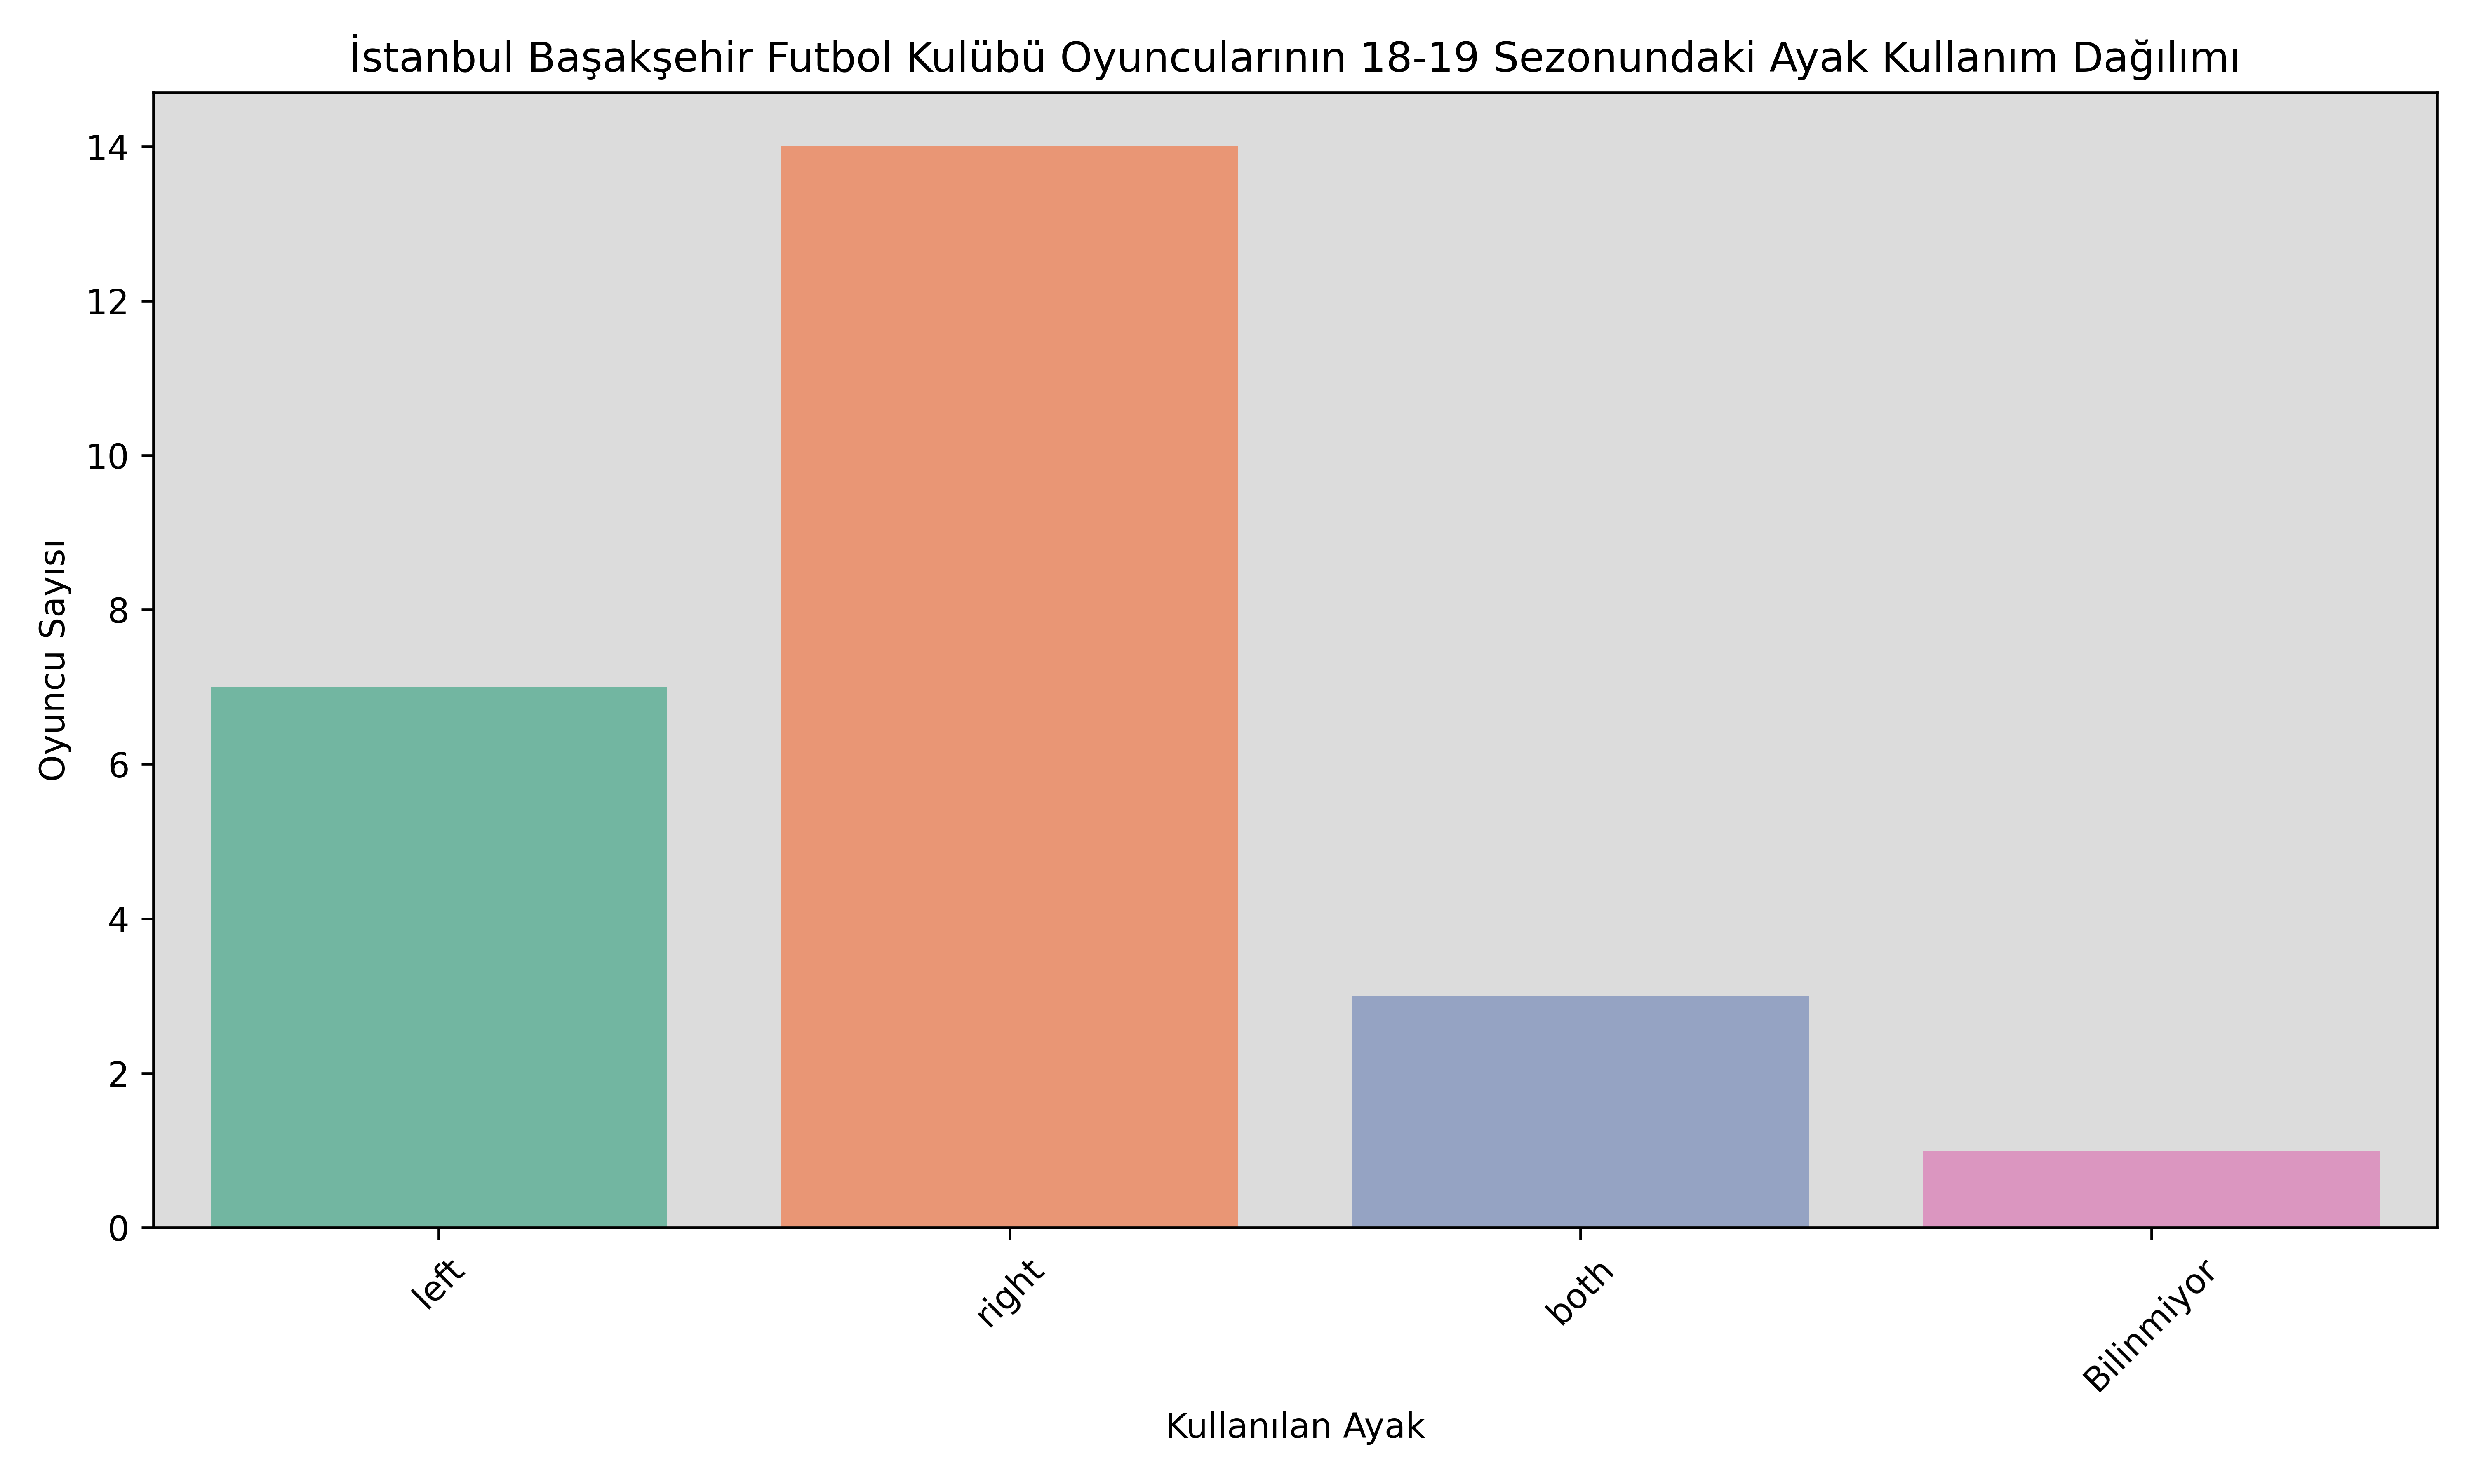 İstanbul Başakşehir Futbol Kulübü Oyuncularının 18-19 Sezonundaki Ayak Kullanım Dağılımı
14
12
10
8
6
4
2
0
Oyuncu Sayısı
left
right
both
Bilinmiyor
Kullanılan Ayak